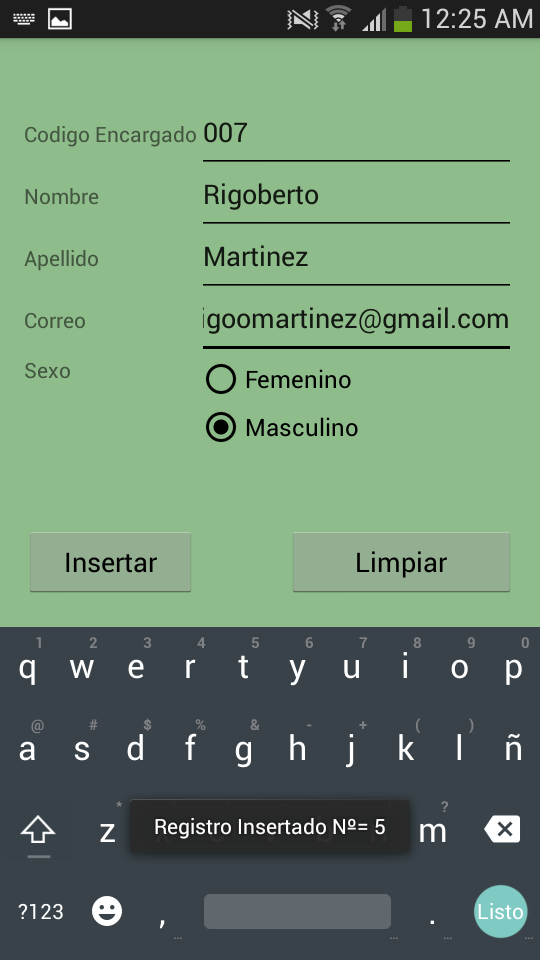 12:25 AM
Codigo Encargado 007
Nombre Rigoberto
Apellido Martinez
Correo igoomartinez@gmail.com
Sexo
Femenino
Masculino
Insertar Limpiar
1 2 3 4 5 6 7 8 9 0
q w e r t y u i o p
@ # $ % & - + ( )
a s d f g h j k l ñ
* ?
z m
Registro Insertado Nº= 5
?123 , . Listo